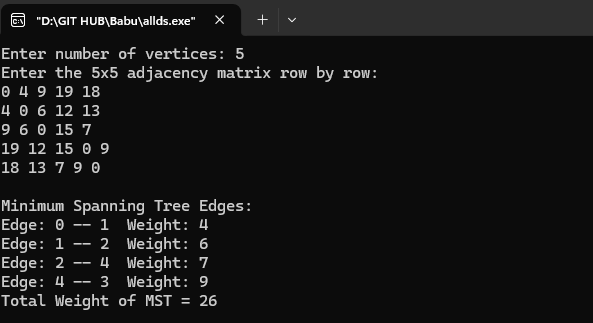 "D:\GIT HUB\Babu\allds.exe"
Enter number of vertices: 5
Enter the 5x5 adjacency matrix row by row:
0 4 9 19 18
4 0 6 12 13
9 6 0 15 7
19 12 15 0 9
18 13 7 9 0
Minimum Spanning Tree Edges:
Edge: 0 -- 1  Weight: 4
Edge: 1 -- 2  Weight: 6
Edge: 2 -- 4  Weight: 7
Edge: 4 -- 3  Weight: 9
Total Weight of MST = 26